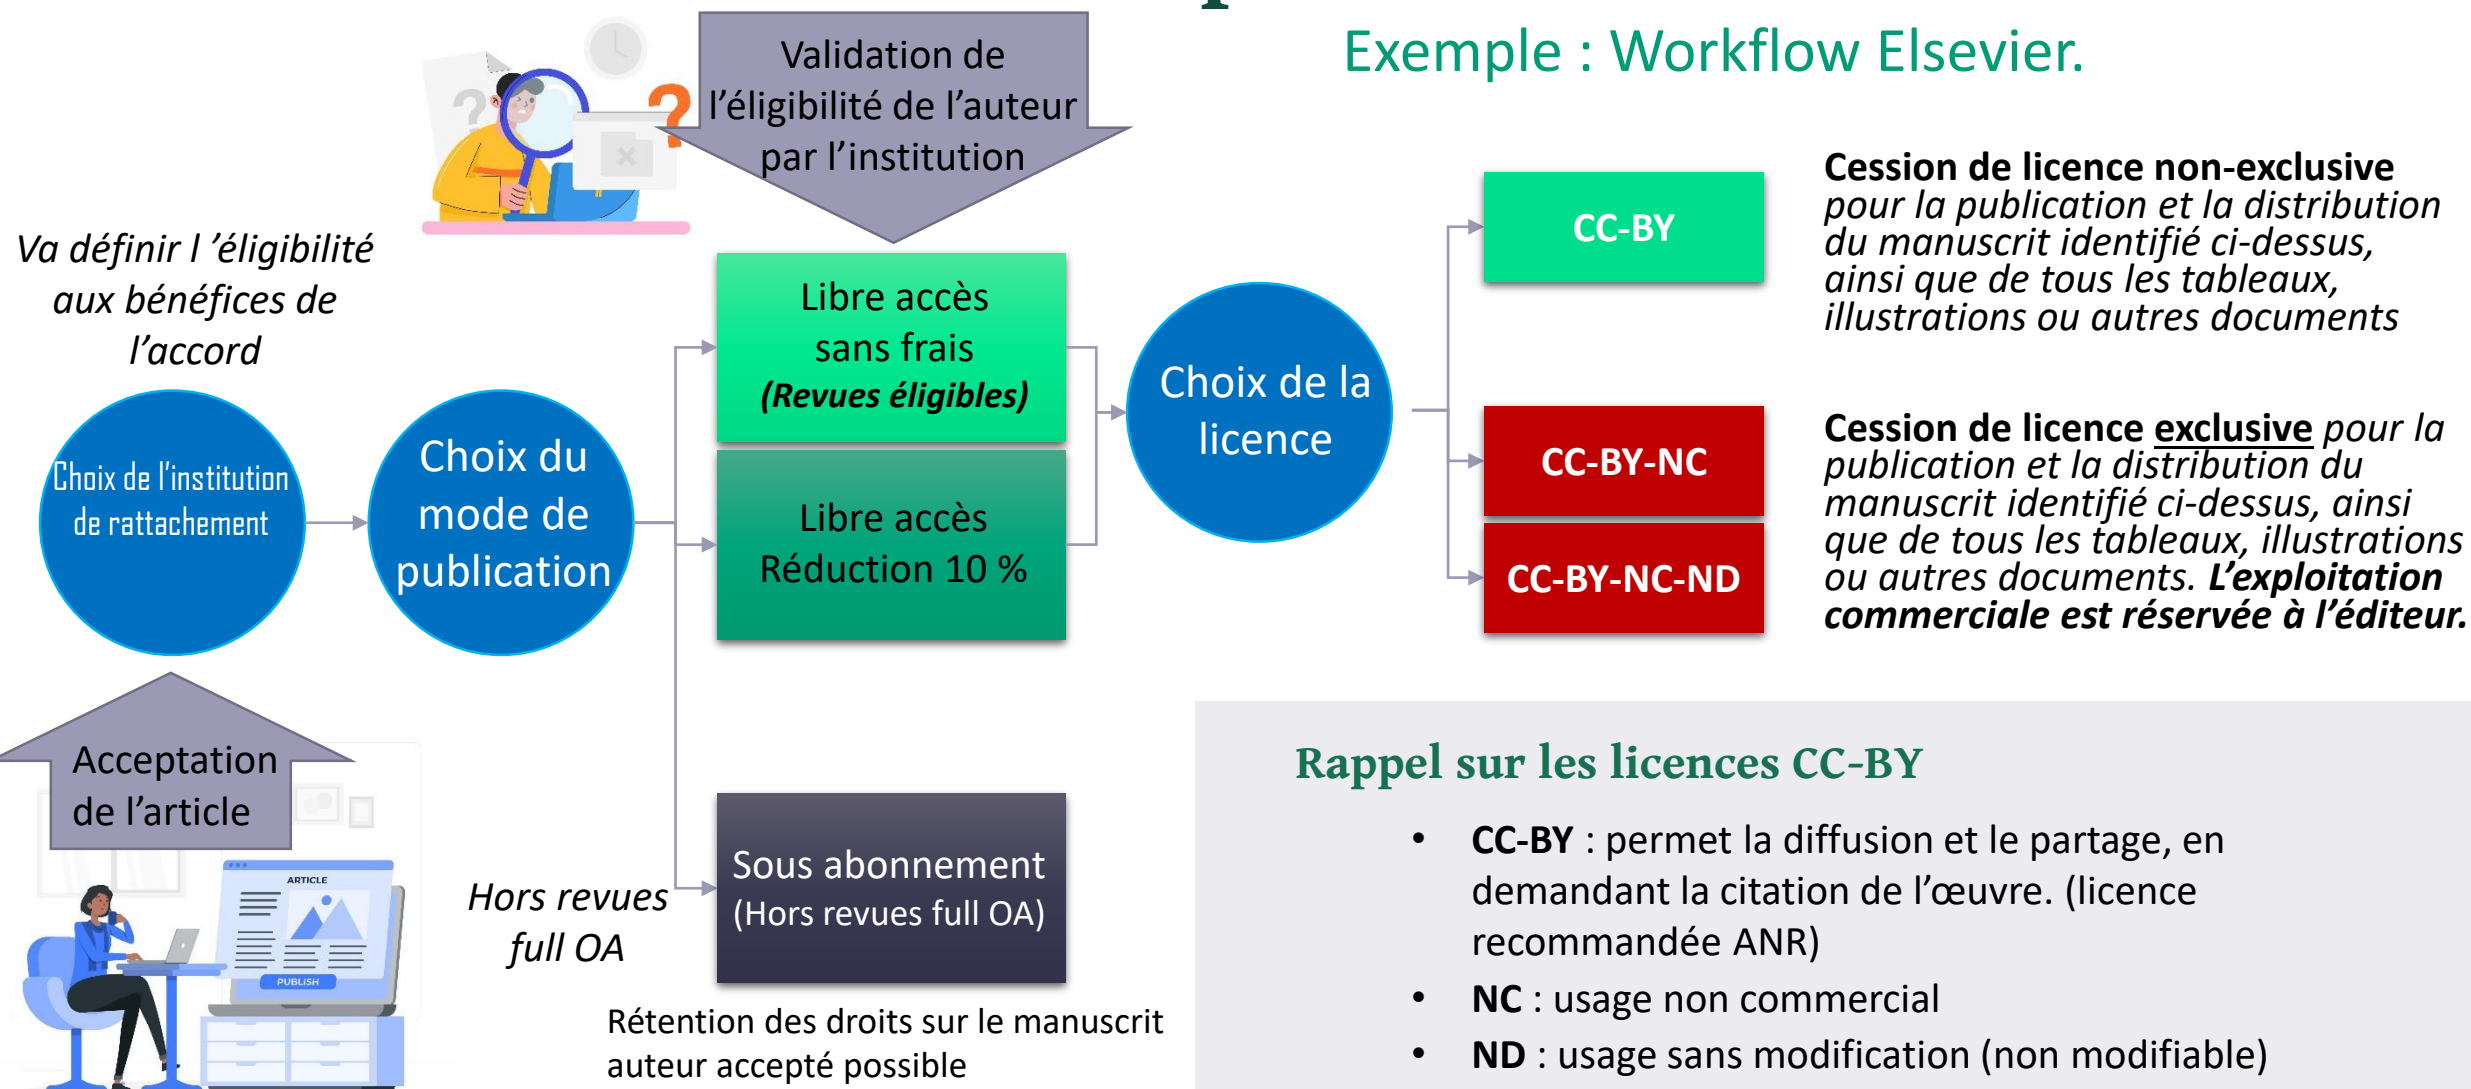 Exemple : Workflow Elsevier.
Validation de
l'éligibilité de l'auteur
par l'institution
Va définir l ’éligibilité
aux bénéfices de
l'accord
Choix de l'institution
de rattachement
Acceptation
de l'article
ARTICLE
PUBLISH
Choix du
mode de
publication
Libre accès
sans frais
(Revues éligibles)
Libre accès
Réduction 10 %
Hors revues
full OA
Sous abonnement
(Hors revues full OA)
Rétention des droits sur le manuscrit
auteur accepté possible
Choix de la
licence
CC-BY
Cession de licence non-exclusive
pour la publication et la distribution
du manuscrit identifié ci-dessus,
ainsi que de tous les tableaux,
illustrations ou autres documents
CC-BY-NC
CC-BY-NC-ND
Cession de licence exclusive pour la
publication et la distribution du
manuscrit identifié ci-dessus, ainsi
que de tous les tableaux, illustrations
ou autres documents. L'exploitation
commerciale est réservée à l'éditeur.
Rappel sur les licences CC-BY
• CC-BY : permet la diffusion et le partage, en
demandant la citation de l'œuvre. (licence
recommandée ANR)
• NC : usage non commercial
• ND : usage sans modification (non modifiable)